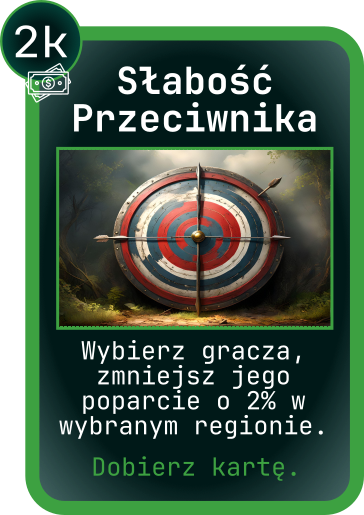 2k
Słabość
Przeciwnika
Wybierz gracza,
zmniejsz jego
poparcie o 2% w
wybranym regionie.
Dobierz kartę.